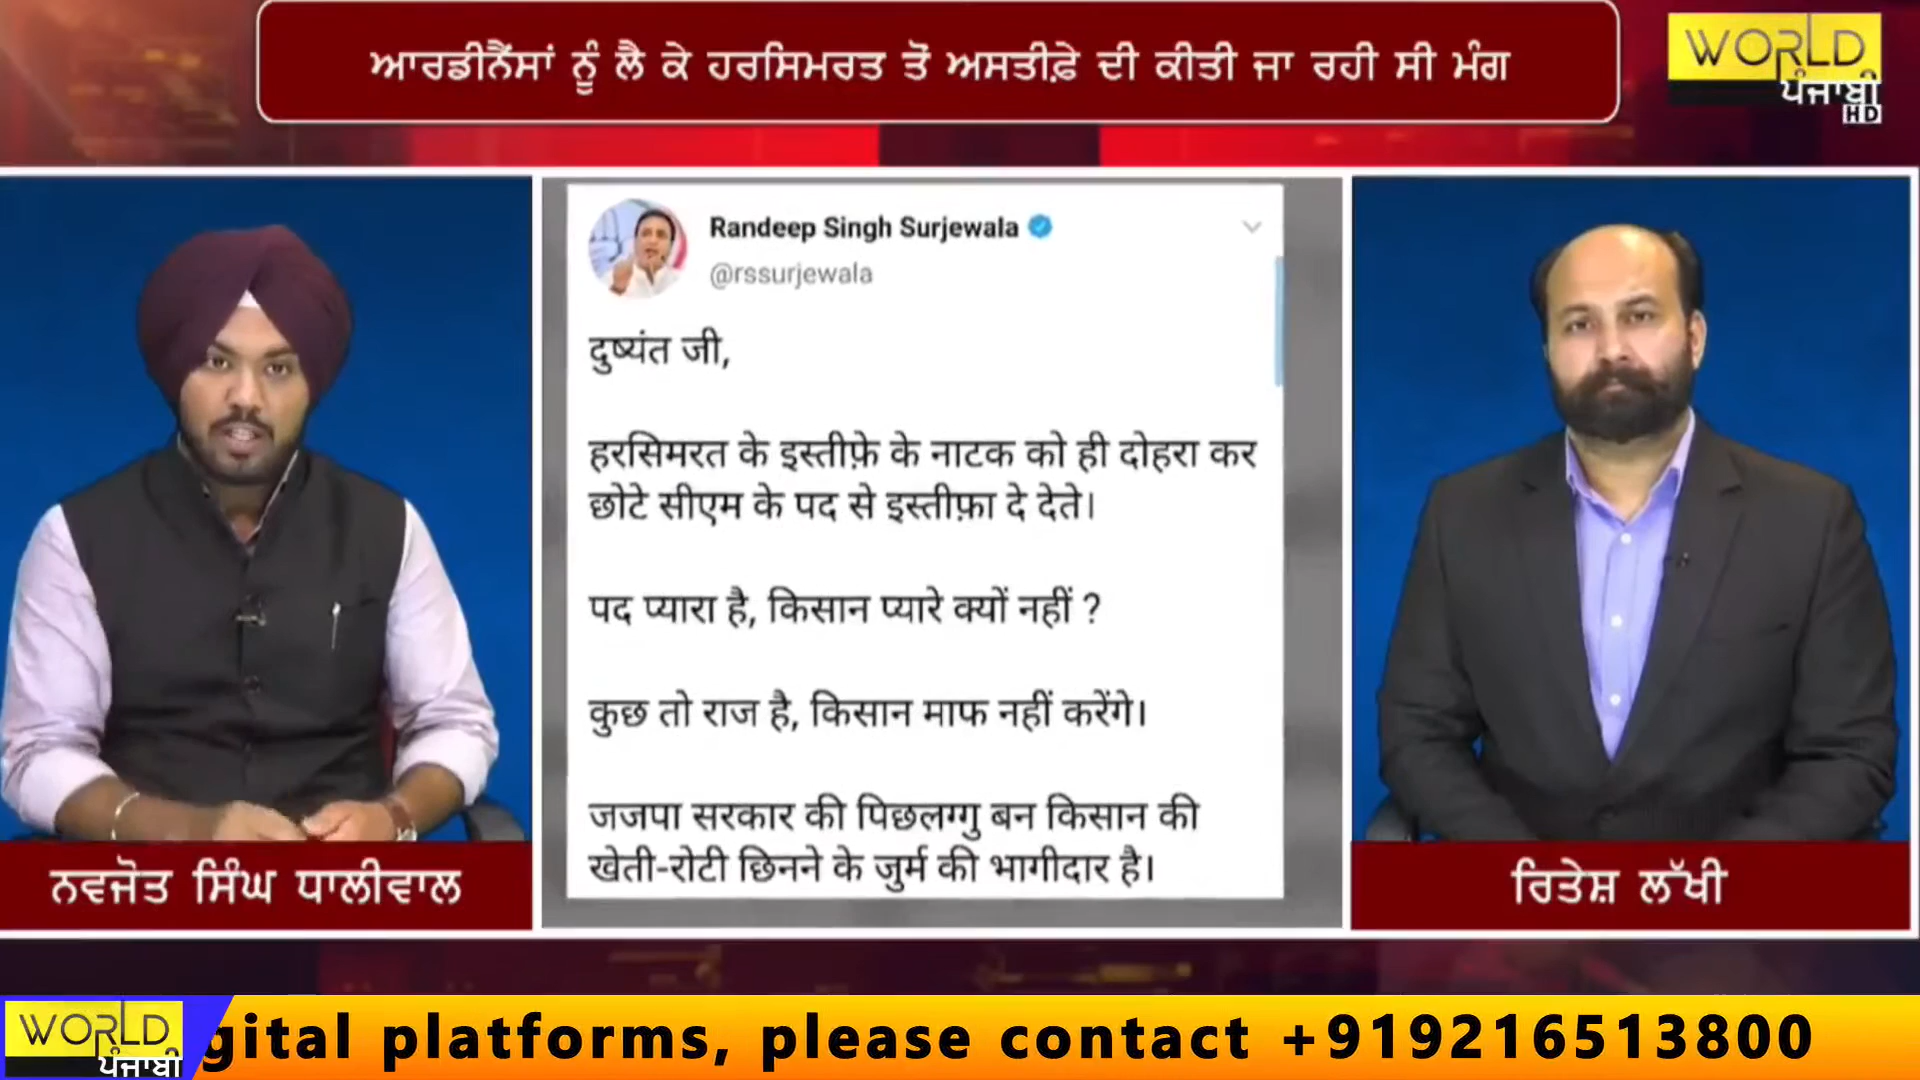 ਆਰਡੀਨੈਂਸਾਂ ਨੂੰ ਲੈ ਕੇ ਹਰਸਿਮਰਤ ਤੋਂ ਅਸਤੀਫ਼ੇ ਦੀ ਕੀਤੀ ਜਾ ਰਹੀ ਸੀ ਮੰਗ
WORLD
ਪੰਜਾਬੀ
HD
Randeep Singh Surjewala
@rssurjewala
दुष्यंत जी,
हरसिमरत के इस्तीफ़े के नाटक को ही दोहरा कर
छोटे सीएम के पद से इस्तीफ़ा दे देते।
पद प्यारा है, किसान प्यारे क्यों नहीं ?
कुछ तो राज है, किसान माफ नहीं करेंगे।
जजपा सरकार की पिछलग्गु बन किसान की
खेती-रोटी छिनने के जुर्म की भागीदार है।
ਨਵਜੋਤ ਸਿੰਘ ਧਾਲੀਵਾਲ
ਰਿਤੇਸ਼ ਲੱਖੀ
WORLD
ਪੰਜਾਬੀ
gital platforms, please contact +919216513800